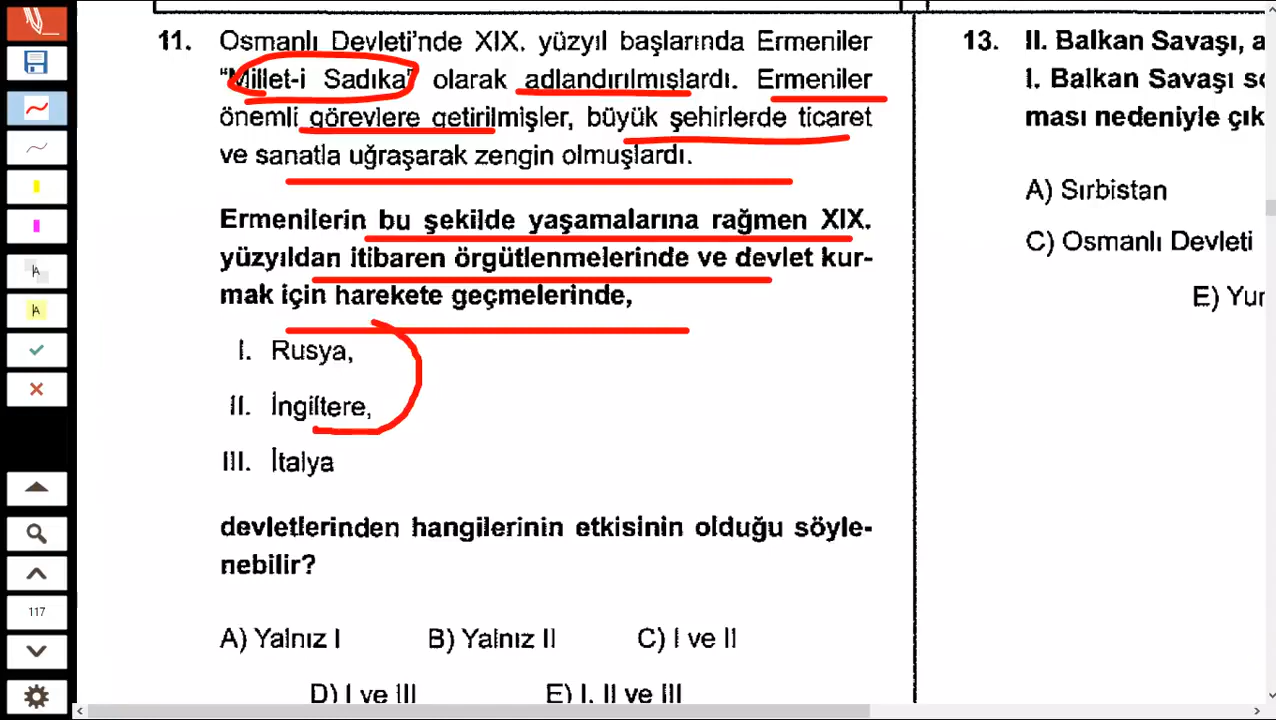 11. Osmanlı Devleti'nde XIX. yüzyıl başlarında Ermeniler
"Millet-i Sadıka" olarak adlandırılmışlardı. Ermeniler
önemli görevlere getirilmişler, büyük şehirlerde ticaret
ve sanatla uğraşarak zengin olmuşlardı.
Ermenilerin bu şekilde yaşamalarına rağmen XIX.
yüzyıldan itibaren örgütlenmelerinde ve devlet kur-
mak için harekete geçmelerinde,
I. Rusya,
II. İngiltere,
III. İtalya
devletlerinden hangilerinin etkisinin olduğu söyle-
nebilir?
A) Yalnız I B) Yalnız II C) I ve II
D) I ve III E) I, II ve III
13. II. Balkan Savaşı, a
I. Balkan Savaşı so
ması nedeniyle çık
A) Sırbistan
C) Osmanlı Devleti
E) Yun
A
A
117